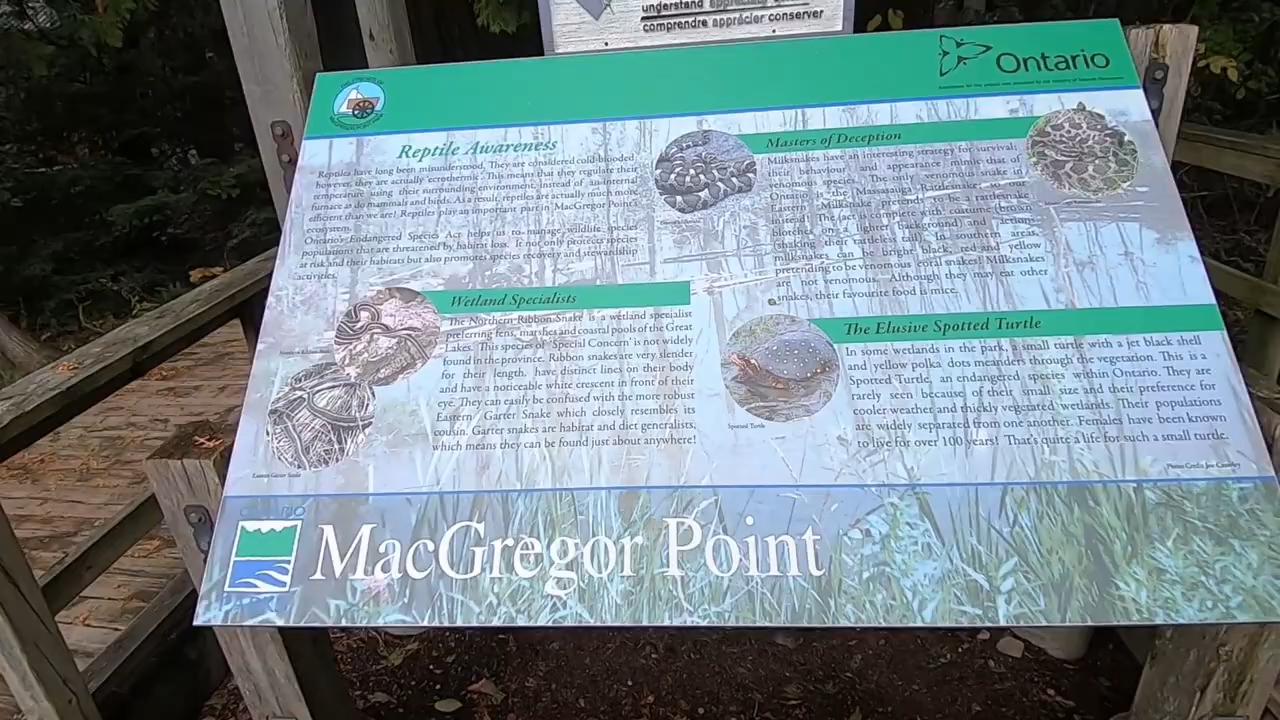 understand appreciate
comprendre apprécier conserver
Ontario
Reptile Awareness
Reptiles have long been misunderstood. They are considered cold-blooded
however, they are actually 'ecothermic'. This means that they regulate their
temperature using their surrounding environment, instead of an internal
furnace as do mammals and birds. As a result, reptiles are actually much more
efficient than we are! Reptiles play an important part in MacGregor Point's
ecosystem.
Ontario's Endangered Species Act helps us to manage wildlife species
populations that are threatened by habitat loss. It not only protects species
at risk and their habitats but also promotes species recovery and stewardship
activities.
Masters of Deception
Milksnakes have an interesting strategy for survival;
their behaviour and appearance mimic that of
venomous species. The only venomous snake in
Ontario is the Massasauga Rattlesnake so our
Eastern Milksnake pretends to be a rattlesnake
instead! The act is complete with costume (brown
blotches on a lighter background) and actions
(shaking their rattleless tail). In southern areas,
milksnakes can be bright black, red and yellow
pretending to be venomous coral snakes! Milksnakes
are not venomous. Although they may eat other
snakes, their favourite food is mice.
Wetland Specialists
The Northern Ribbon Snake is a wetland specialist
preferring fens, marshes and coastal pools of the Great
Lakes. This species of 'Special Concern' is not widely
found in the province. Ribbon snakes are very slender
for their length, have distinct lines on their body
and have a noticeable white crescent in front of their
eye. They can easily be confused with the more robust
Eastern Garter Snake which closely resembles its
cousin. Garter snakes are habitat and diet generalists,
which means they can be found just about anywhere!
Eastern Garter Snake
The Elusive Spotted Turtle
In some wetlands in the park, a small turtle with a jet black shell
and yellow polka dots meanders through the vegetation. This is a
Spotted Turtle, an endangered species within Ontario. They are
rarely seen because of their small size and their preference for
cooler weather and thickly vegetated wetlands. Their populations
are widely separated from one another. Females have been known
to live for over 100 years! That's quite a life for such a small turtle.
Spotted Turtle
Photo Credit: Joe Crowley
ONTARIO
MacGregor Point